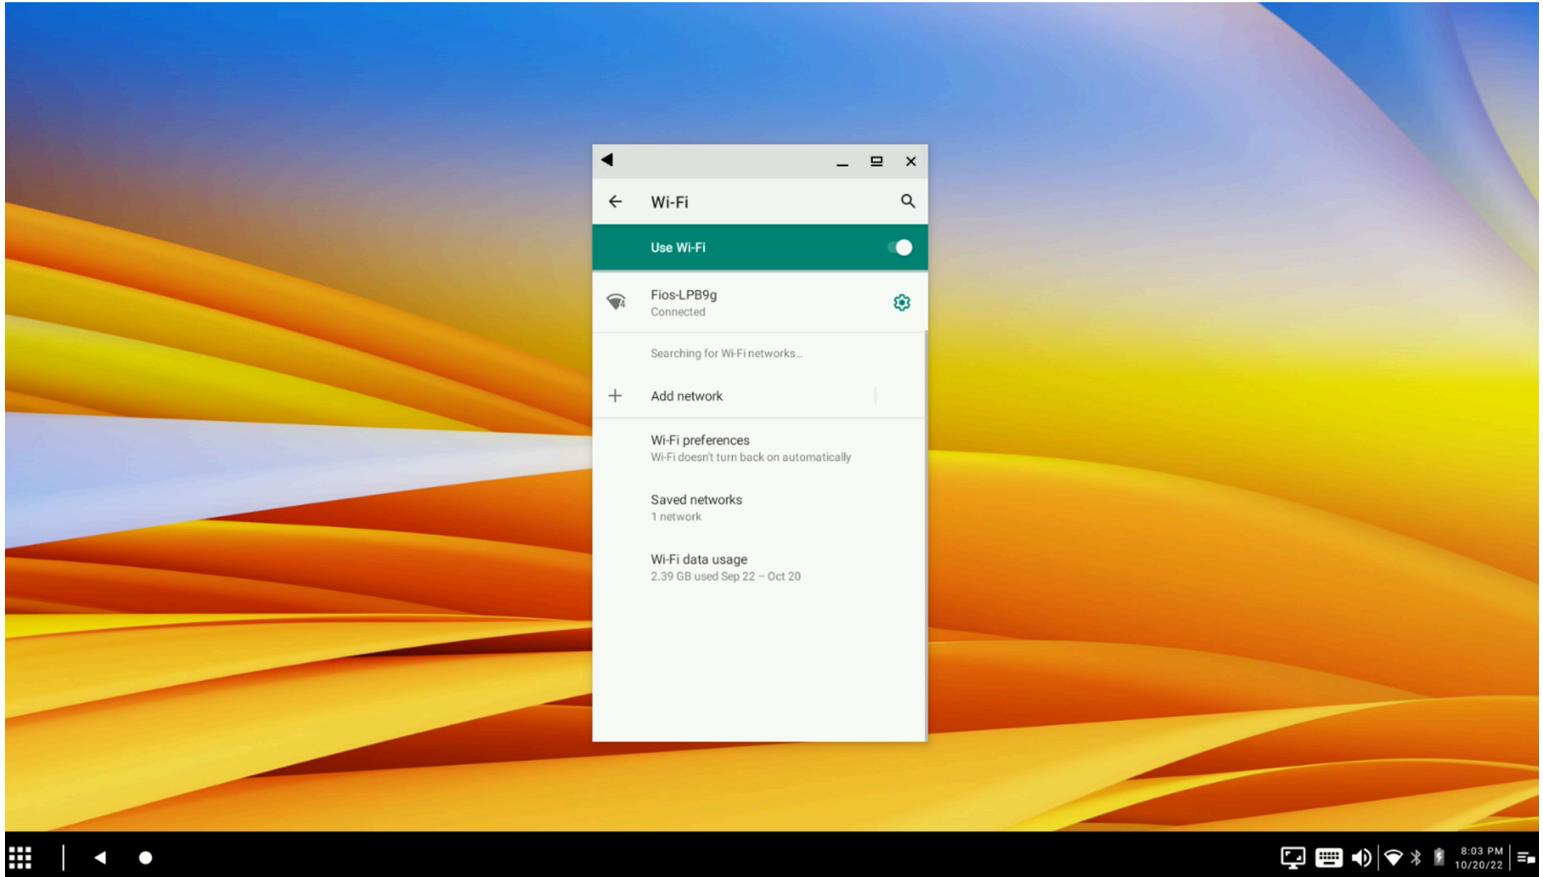 Wi-Fi
Use Wi-Fi
Fios-LPB9g
Connected
Searching for Wi-Fi networks…
Add network
Wi-Fi preferences
Wi-Fi doesn't turn back on automatically
Saved networks
1 network
Wi-Fi data usage
2.39 GB used Sep 22 – Oct 20
8:03 PM
10/20/22